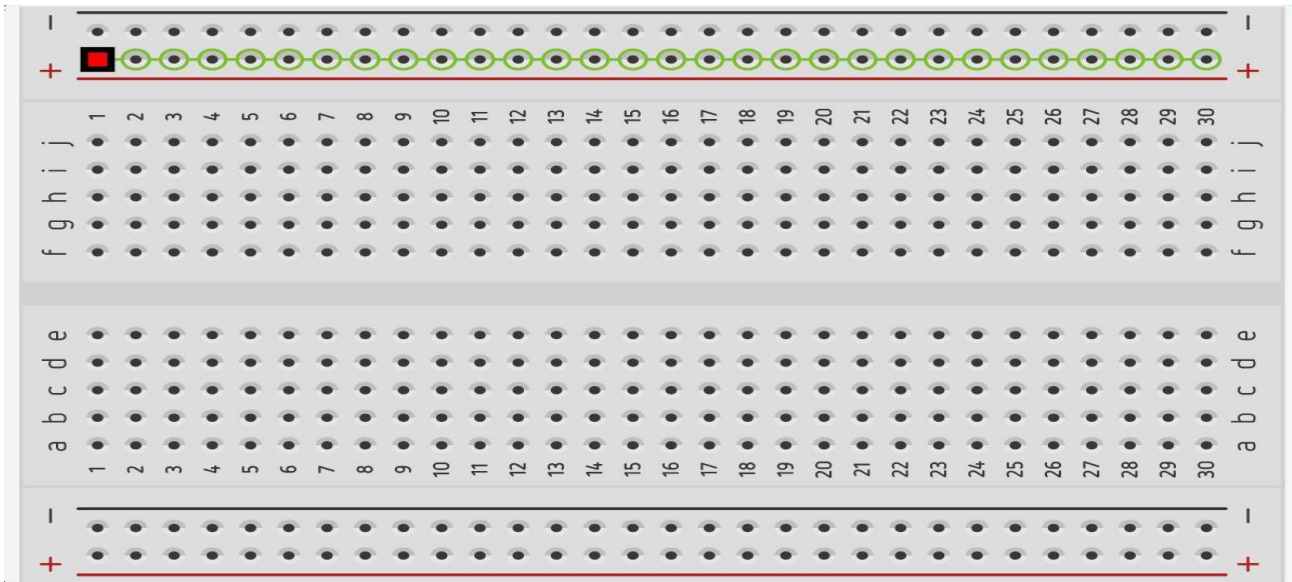 - -
+ +
1 2 3 4 5 6 7 8 9 10 11 12 13 14 15 16 17 18 19 20 21 22 23 24 25 26 27 28 29 30
j j
i i
h h
g g
f f
e e
d d
c c
b b
a a
1 2 3 4 5 6 7 8 9 10 11 12 13 14 15 16 17 18 19 20 21 22 23 24 25 26 27 28 29 30
- -
+ +